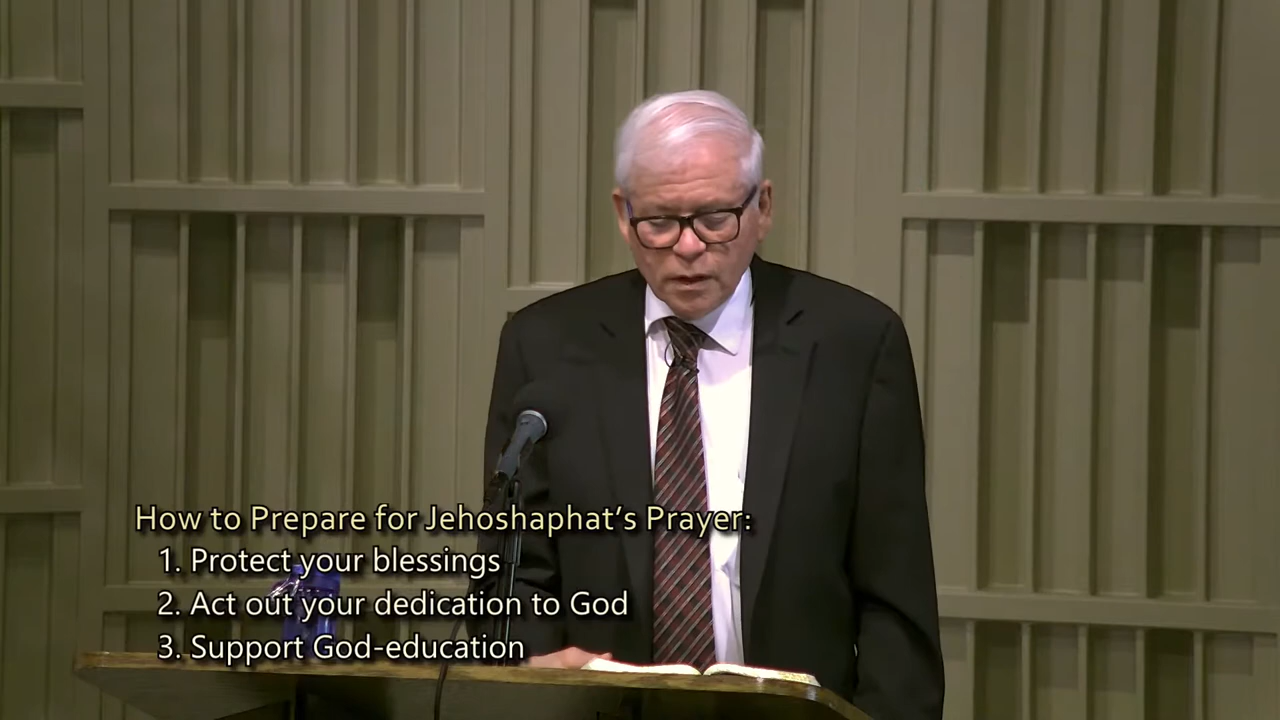 How to Prepare for Jehoshaphat's Prayer:
1. Protect your blessings
2. Act out your dedication to God
3. Support God-education